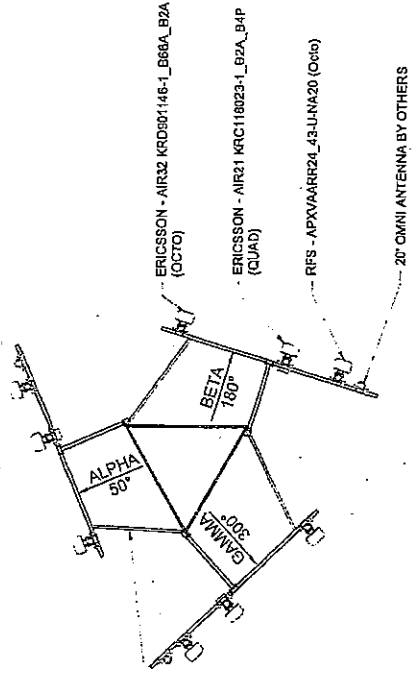 ERICSSON - AIR32 KRD901146-1_B66A_B2A
(OCTO)
ERICSSON - AIR21 KRC118023-1_B2A_B4P
(QUAD)
RFS - APXVAARR24_43-U-NA20 (Octo)
20' OMNI ANTENNA BY OTHERS
ALPHA
50°
BETA
180°
GAMMA
300°